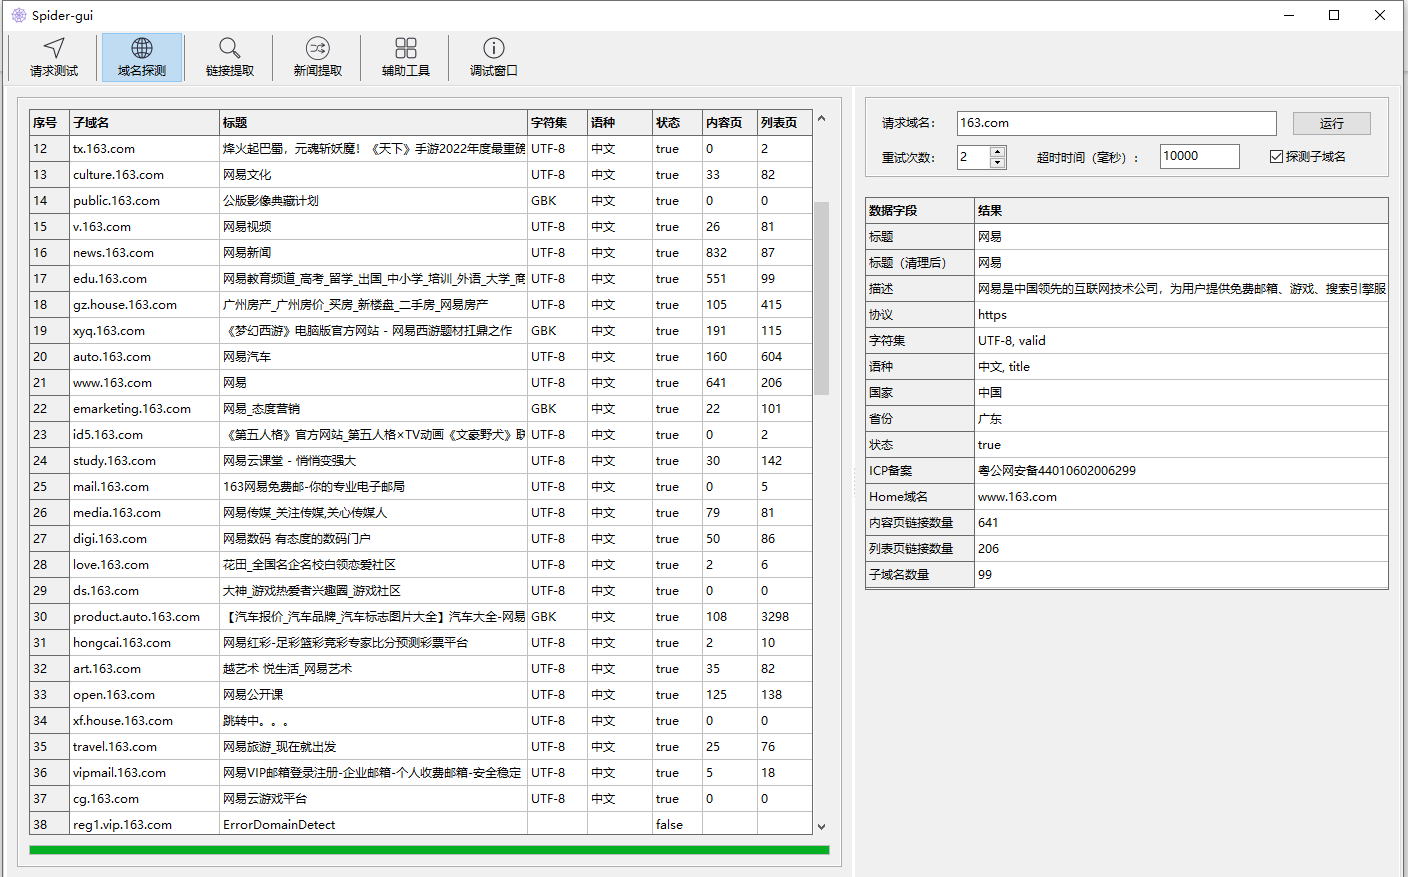 Spider-gui
请求测试 域名探测 链接提取 新闻提取 辅助工具 调试窗口
序号 子域名 标题 字符集 语种 状态 内容页 列表页
12 tx.163.com 烽火起巴蜀，元魂斩妖魔！《天下》手游2022年度最重磅 UTF-8 中文 true 0 2
13 culture.163.com 网易文化 UTF-8 中文 true 33 82
14 public.163.com 公版影像典藏计划 GBK 中文 true 0 0
15 v.163.com 网易视频 UTF-8 中文 true 26 81
16 news.163.com 网易新闻 UTF-8 中文 true 832 87
17 edu.163.com 网易教育频道_高考_留学_出国_中小学_培训_外语_大学_商 UTF-8 中文 true 551 99
18 gz.house.163.com 广州房产_广州房价_买房_新楼盘_二手房_网易房产 UTF-8 中文 true 105 415
19 xyq.163.com 《梦幻西游》电脑版官方网站 - 网易西游题材扛鼎之作 GBK 中文 true 191 115
20 auto.163.com 网易汽车 UTF-8 中文 true 160 604
21 www.163.com 网易 UTF-8 中文 true 641 206
22 emarketing.163.com 网易_态度营销 GBK 中文 true 22 101
23 id5.163.com 《第五人格》官方网站_第五人格×TV动画《文豪野犬》联 UTF-8 中文 true 0 2
24 study.163.com 网易云课堂 - 悄悄变强大 UTF-8 中文 true 30 142
25 mail.163.com 163网易免费邮-你的专业电子邮局 UTF-8 中文 true 0 5
26 media.163.com 网易传媒_关注传媒,关心传媒人 UTF-8 中文 true 79 81
27 digi.163.com 网易数码 有态度的数码门户 UTF-8 中文 true 50 86
28 love.163.com 花田_全国名企名校白领恋爱社区 UTF-8 中文 true 2 6
29 ds.163.com 大神_游戏热爱者兴趣圈_游戏社区 UTF-8 中文 true 0 0
30 product.auto.163.com 【汽车报价_汽车品牌_汽车标志图片大全】汽车大全-网易 GBK 中文 true 108 3298
31 hongcai.163.com 网易红彩-足彩篮彩竞彩专家比分预测彩票平台 UTF-8 中文 true 2 10
32 art.163.com 越艺术 悦生活_网易艺术 UTF-8 中文 true 35 82
33 open.163.com 网易公开课 UTF-8 中文 true 125 138
34 xf.house.163.com 跳转中。。。 UTF-8 中文 true 0 0
35 travel.163.com 网易旅游_现在就出发 UTF-8 中文 true 25 76
36 vipmail.163.com 网易VIP邮箱登录注册-企业邮箱-个人收费邮箱-安全稳定 UTF-8 中文 true 5 18
37 cg.163.com 网易云游戏平台 UTF-8 中文 true 0 0
38 reg1.vip.163.com ErrorDomainDetect false
请求域名： 163.com 运行
重试次数： 2 超时时间（毫秒）： 10000 探测子域名
数据字段 结果
标题 网易
标题（清理后） 网易
描述 网易是中国领先的互联网技术公司，为用户提供免费邮箱、游戏、搜索引擎服
协议 https
字符集 UTF-8, valid
语种 中文, title
国家 中国
省份 广东
状态 true
ICP备案 粤公网安备44010602006299
Home域名 www.163.com
内容页链接数量 641
列表页链接数量 206
子域名数量 99